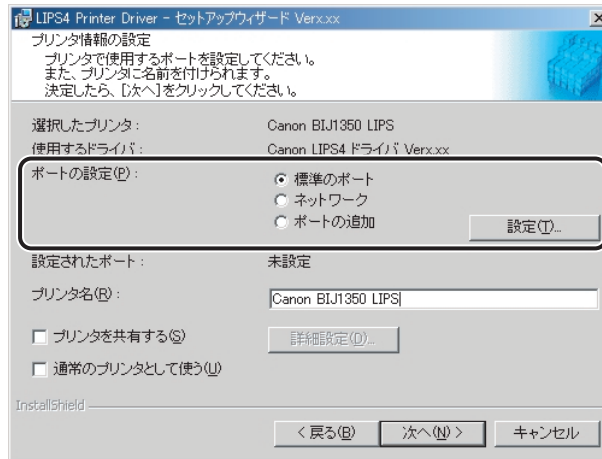 LIPS4 Printer Driver - セットアップウィザード Verx.xx
プリンタ情報の設定
プリンタで使用するポートを設定してください。
また、プリンタに名前を付けられます。
決定したら、[次へ]をクリックしてください。
選択したプリンタ: Canon BIJ1350 LIPS
使用するドライバ: Canon LIPS4 ドライバ Verx.xx
ポートの設定(P): 標準のポート
ネットワーク
ポートの追加 設定(T)...
設定されたポート: 未設定
プリンタ名(R): Canon BIJ1350 LIPS
プリンタを共有する(S) 詳細設定(D)...
通常のプリンタとして使う(U)
InstallShield
< 戻る(B) 次へ(N) > キャンセル